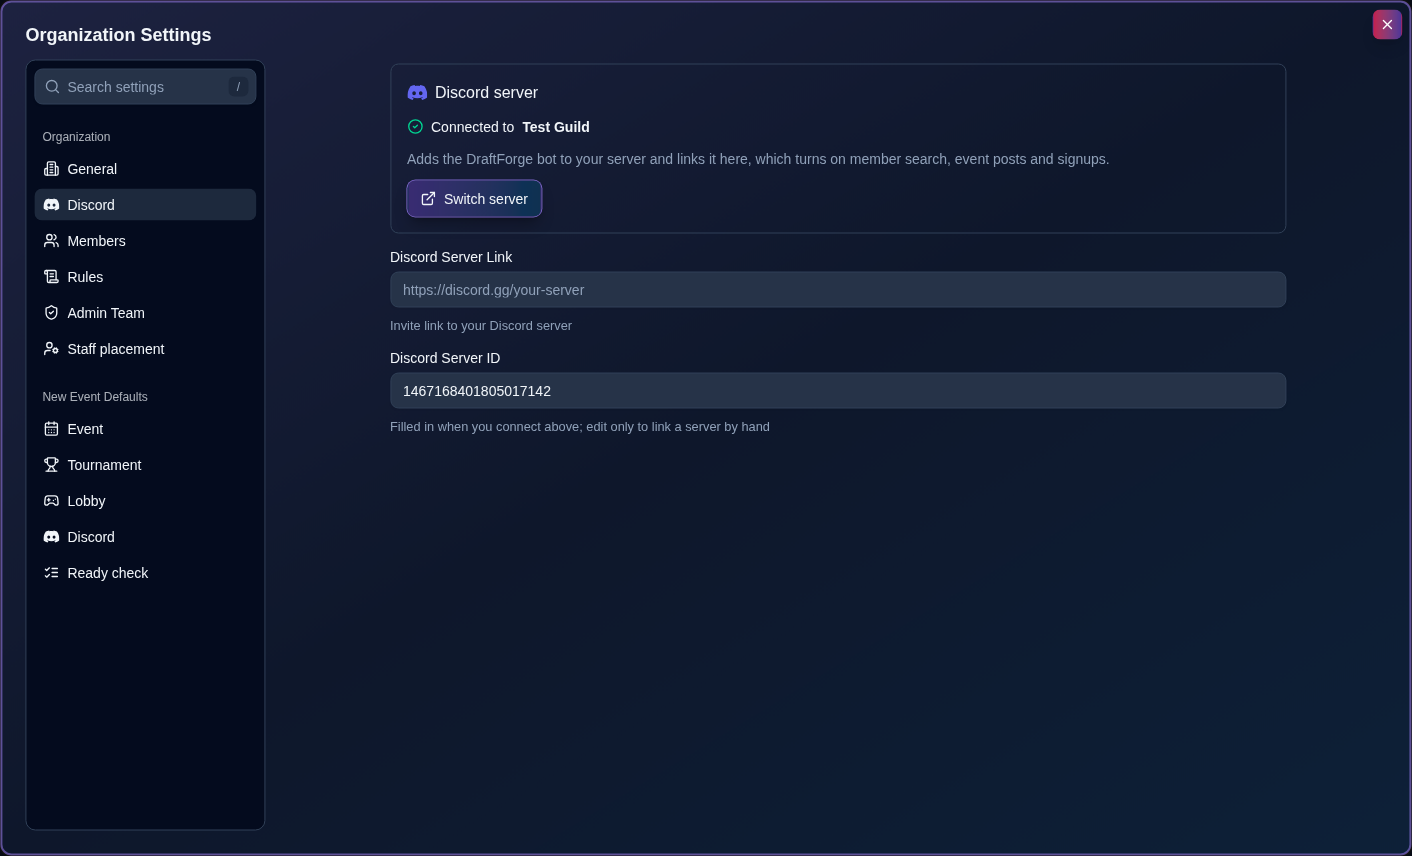 Organization Settings
Search settings /
Organization
General
Discord
Members
Rules
Admin Team
Staff placement
New Event Defaults
Event
Tournament
Lobby
Discord
Ready check
Discord server
Connected to Test Guild
Adds the DraftForge bot to your server and links it here, which turns on member search, event posts and signups.
Switch server
Discord Server Link
https://discord.gg/your-server
Invite link to your Discord server
Discord Server ID
1467168401805017142
Filled in when you connect above; edit only to link a server by hand